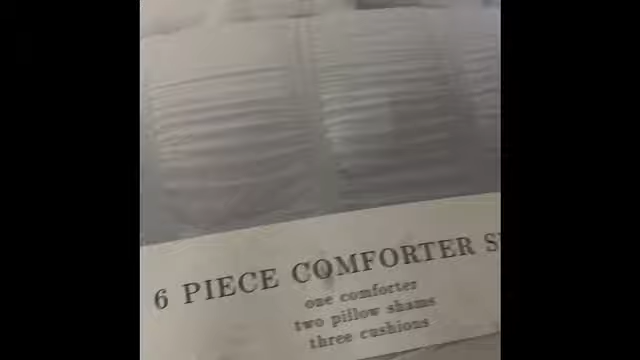 6 PIECE COMFORTER S
one comforter
two pillow shams
three cushions